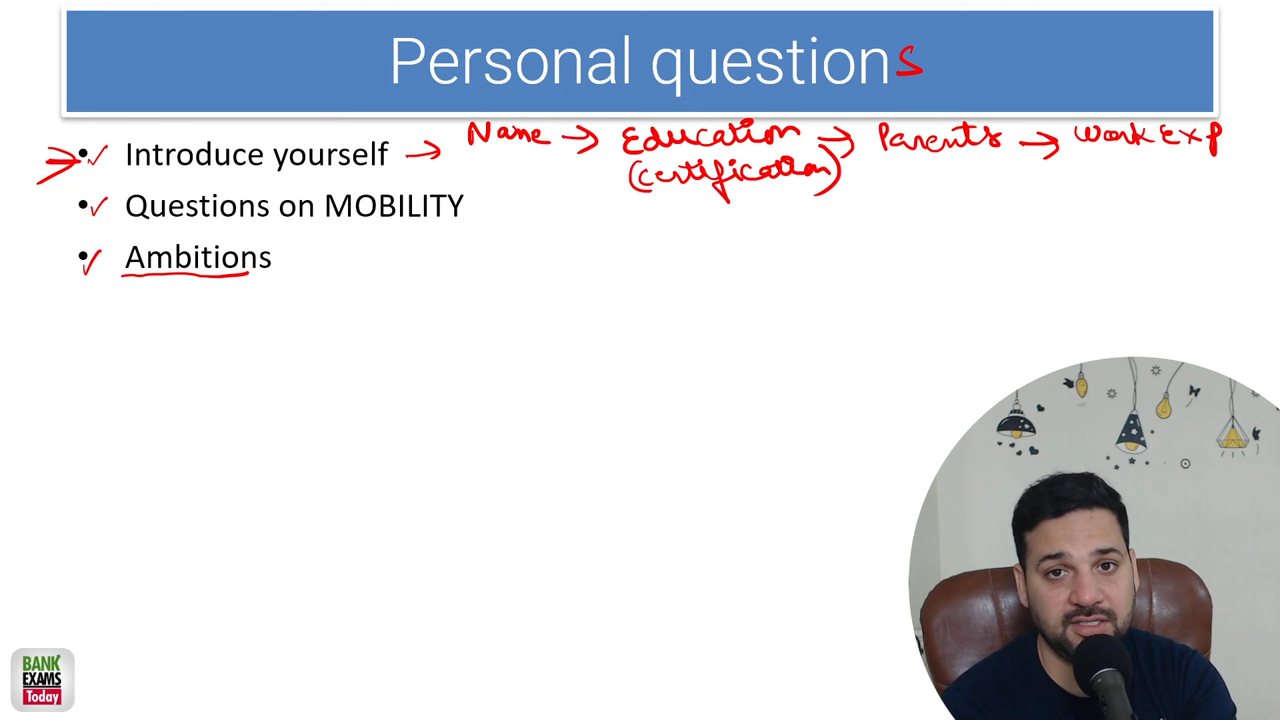 Personal questions
• Introduce yourself → Name → Education → Parents → Work Exp
(certification)
• Questions on MOBILITY
• Ambitions
BANK
EXAMS
Today